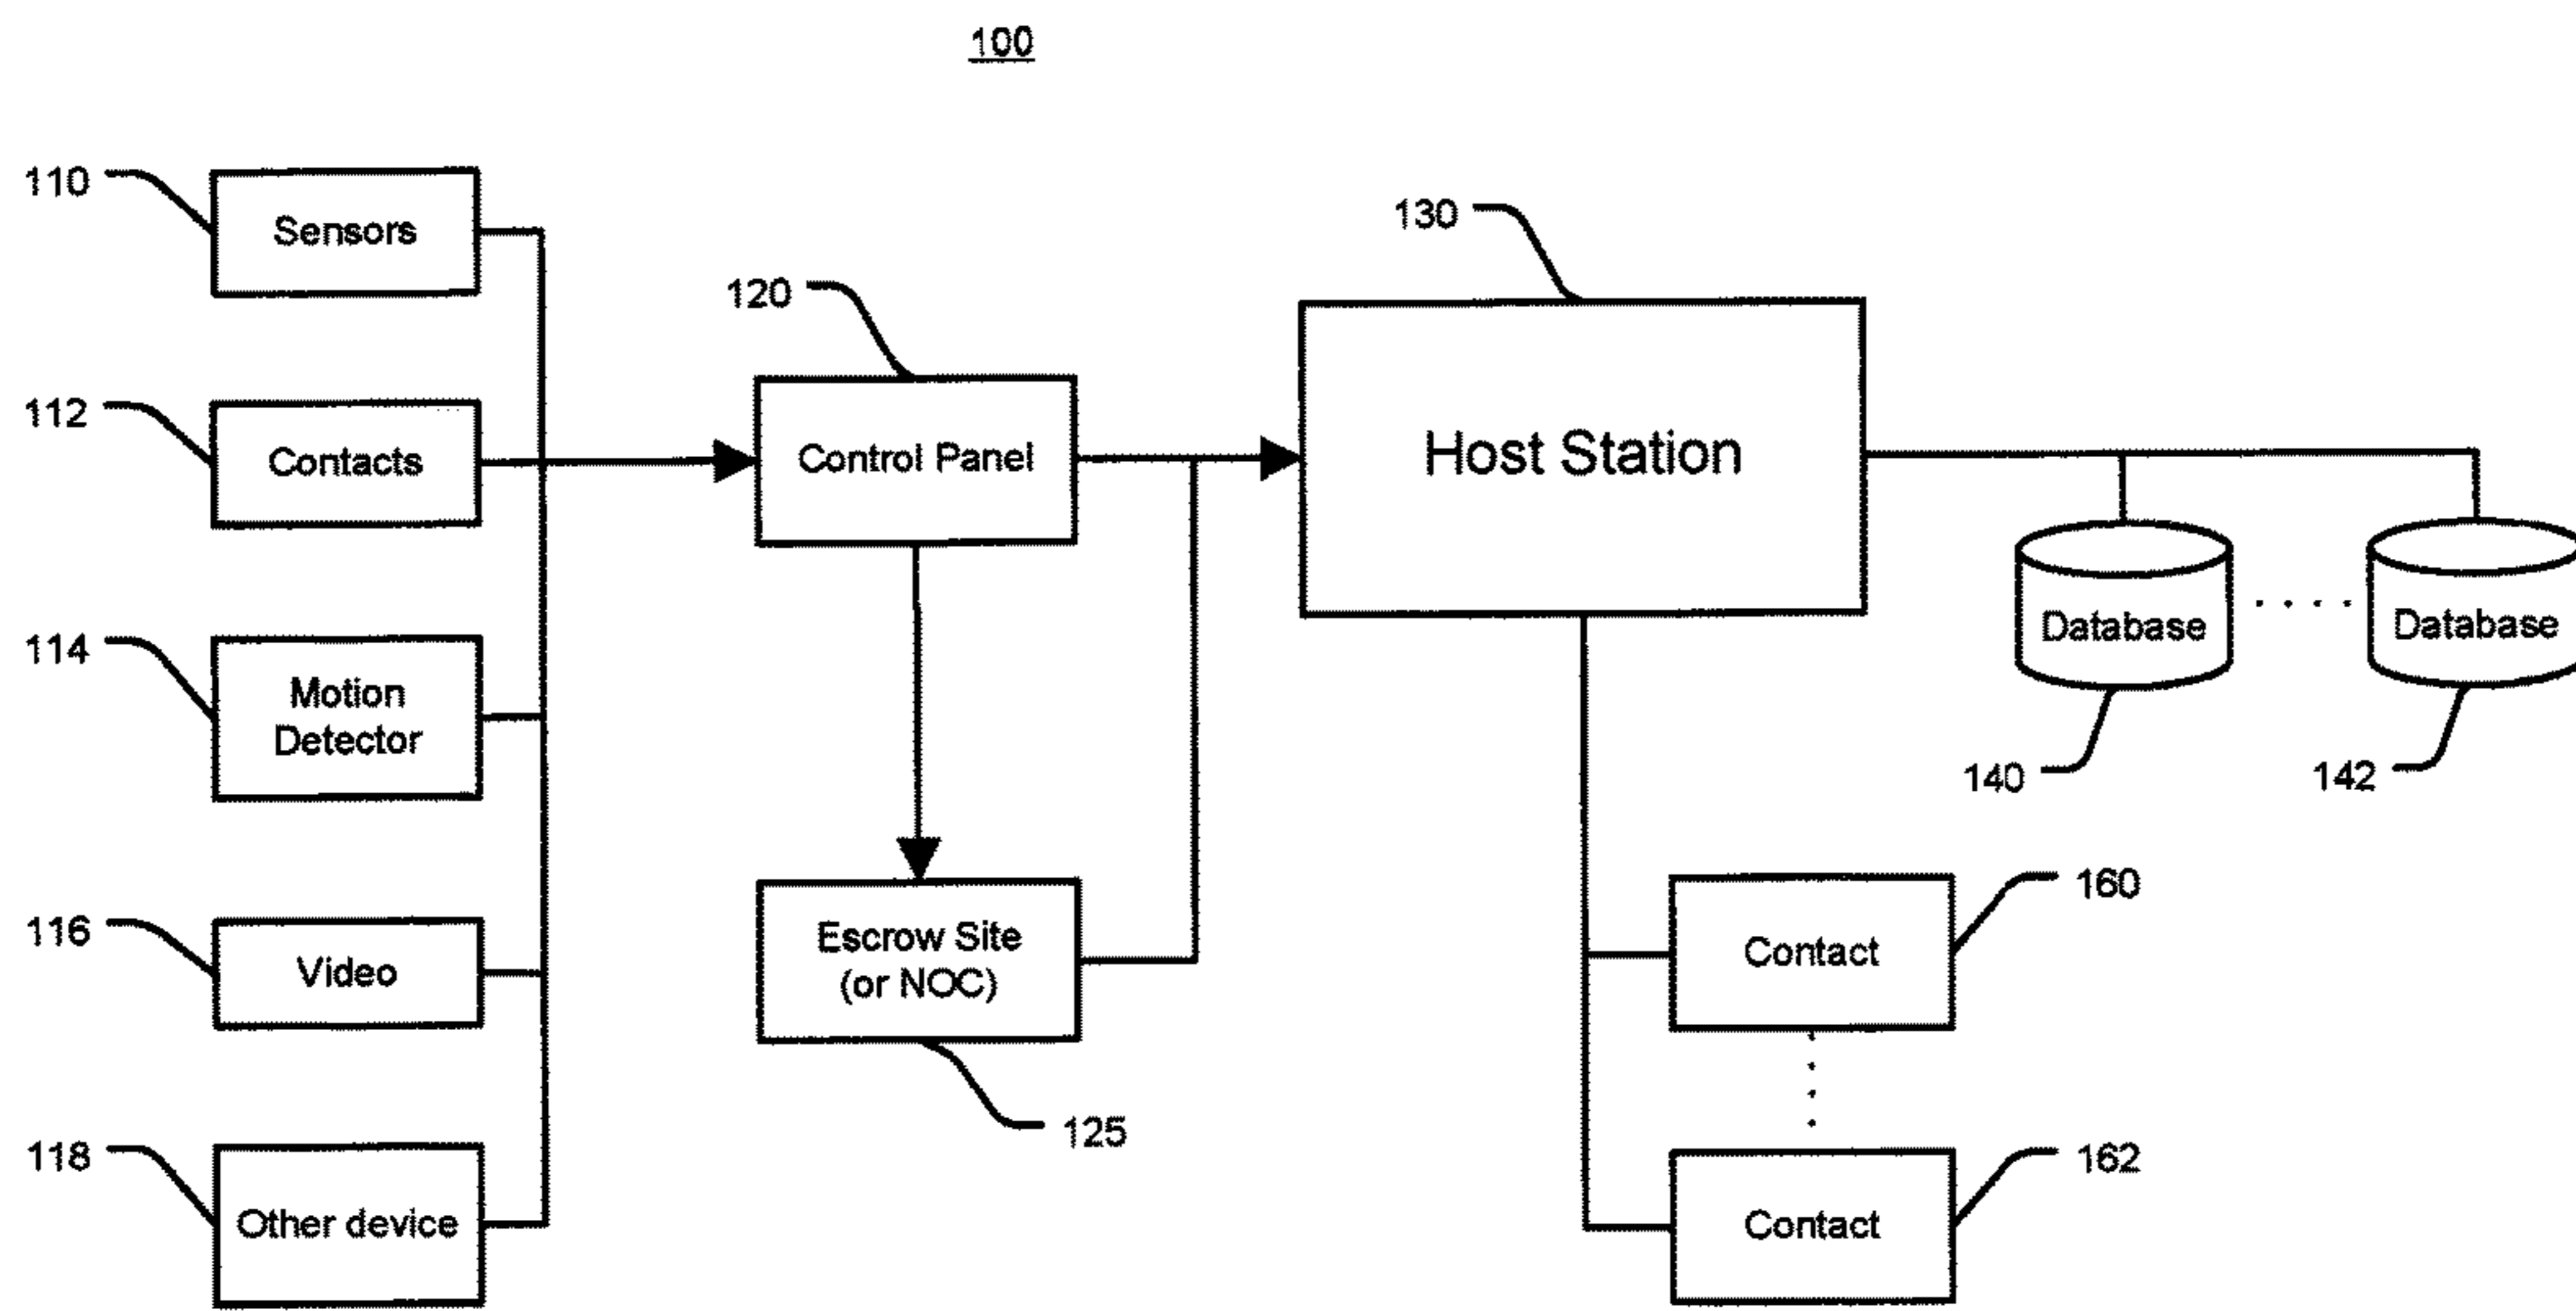 100
110
Sensors
112
Contacts
114
Motion
Detector
116
Video
118
Other device
120
Control Panel
Escrow Site
(or NOC)
125
130
Host Station
Database
Database
140
142
160
Contact
162
Contact